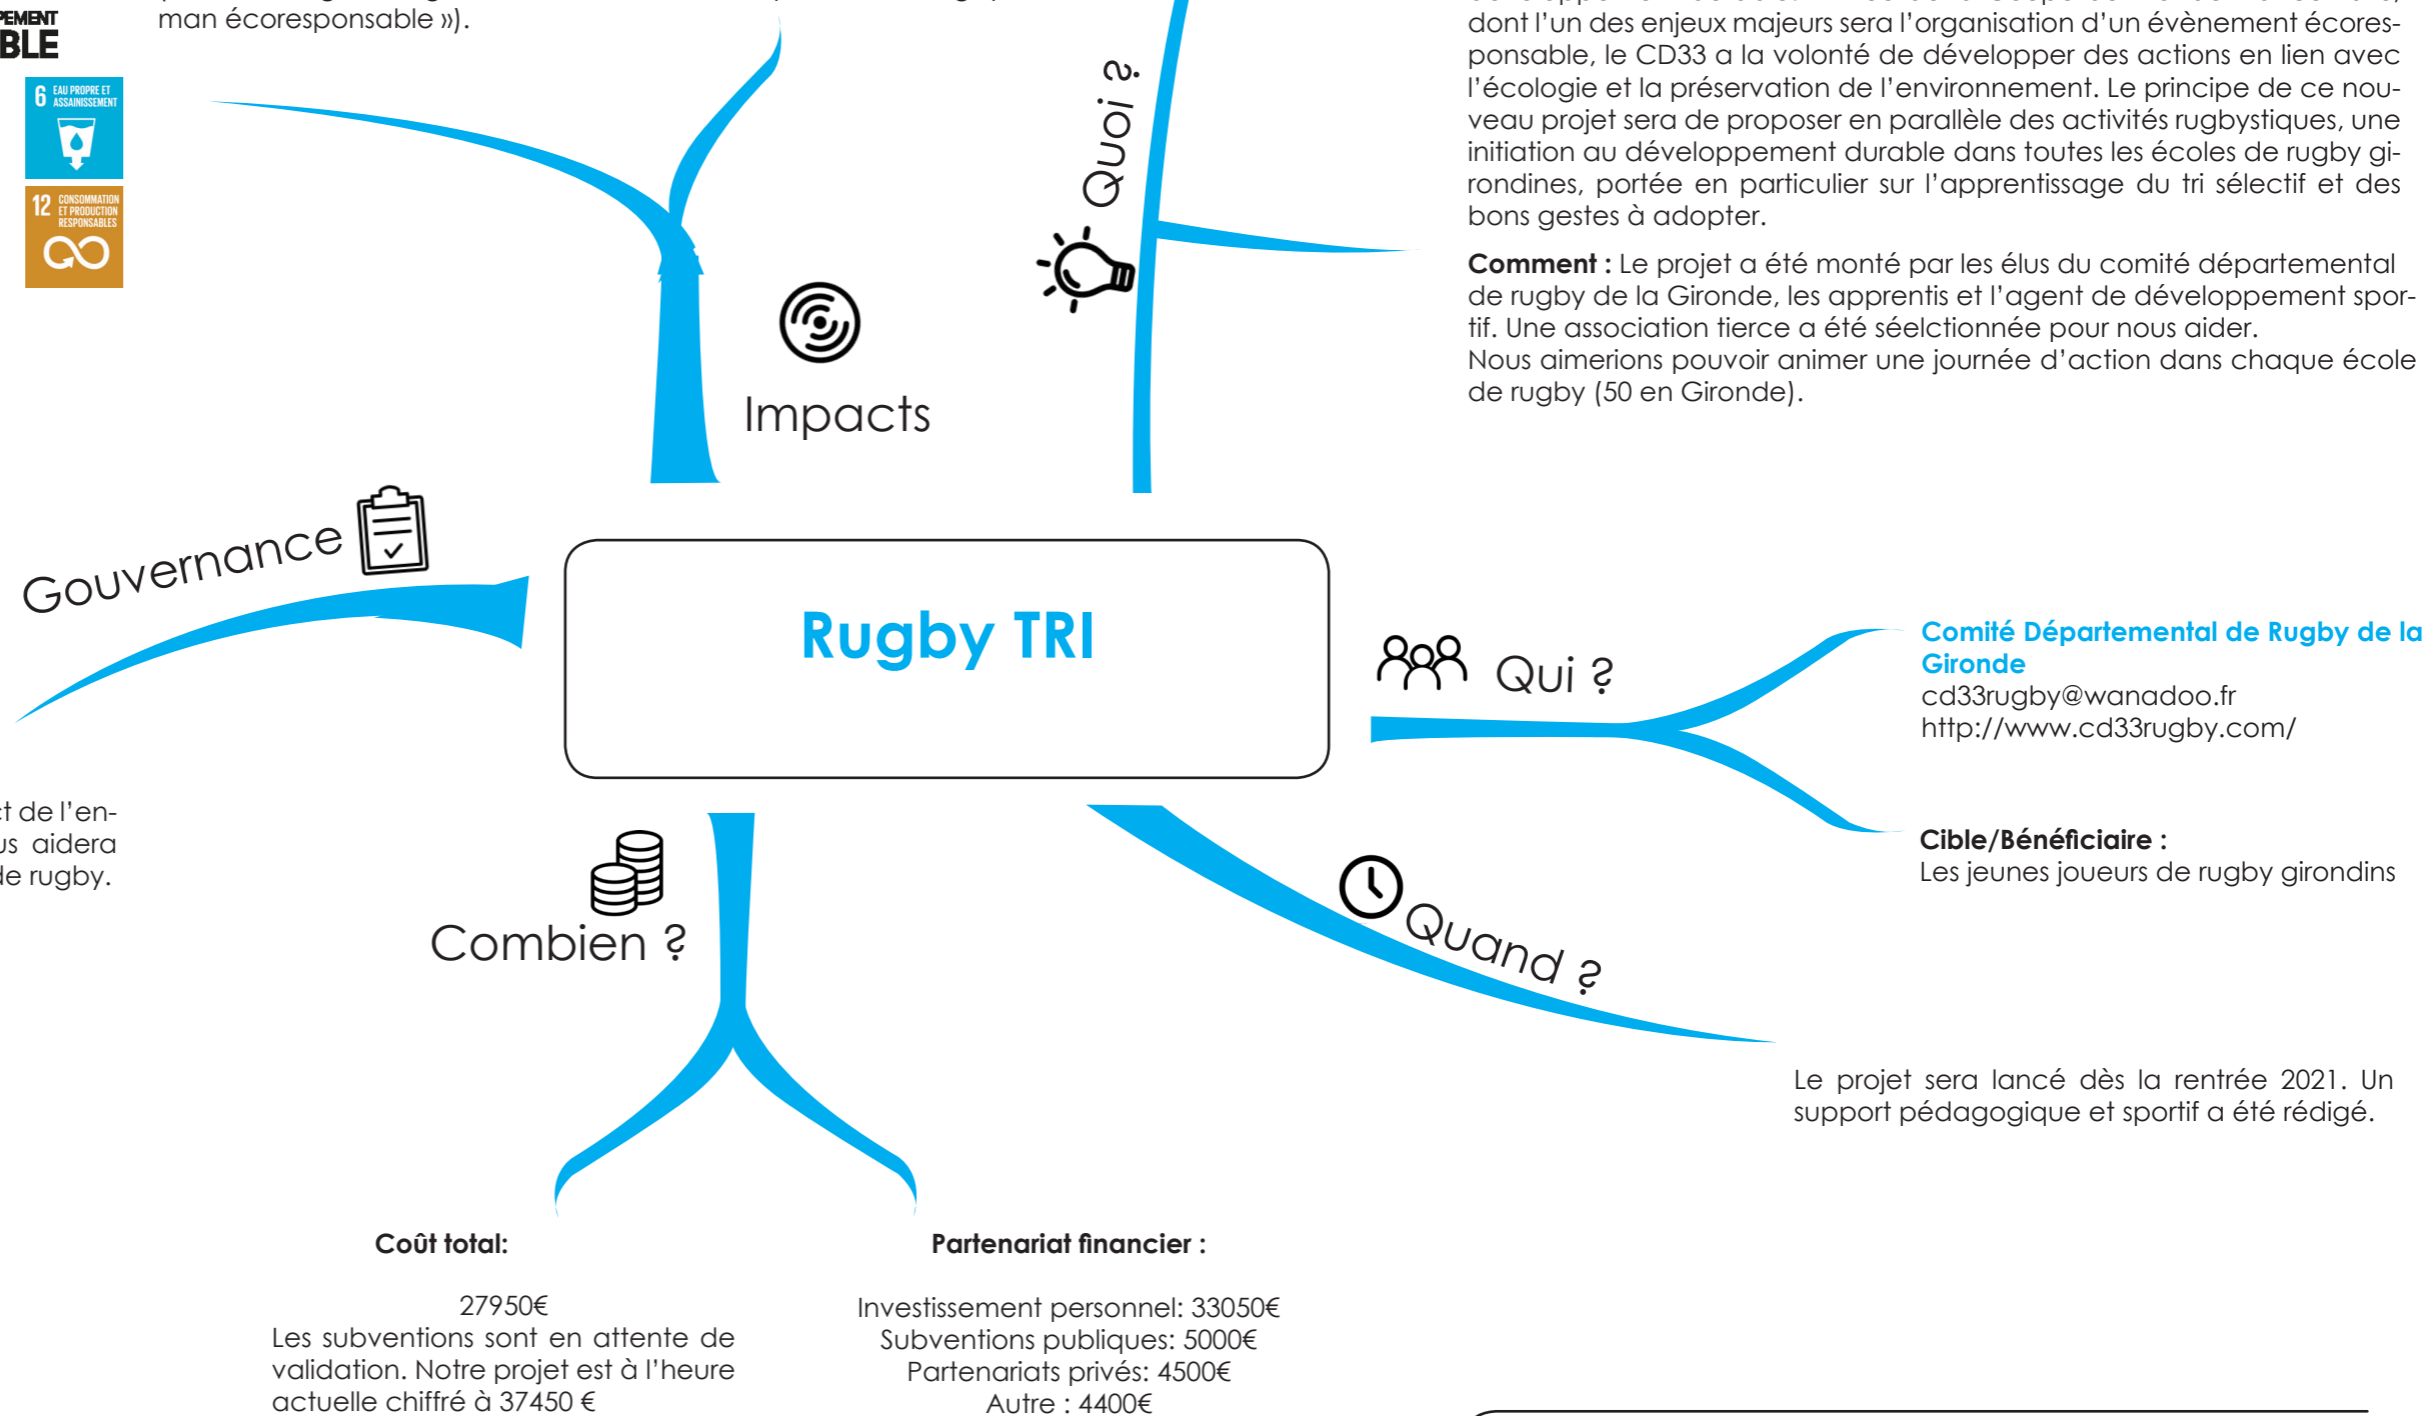 man écoresponsable »).
PEMENT
BLE
6 EAU PROPRE ET
ASSAINISSEMENT
12 CONSOMMATION
ET PRODUCTION
RESPONSABLES
Quoi ?
dont l’un des enjeux majeurs sera l’organisation d’un évènement écores-
ponsable, le CD33 a la volonté de développer des actions en lien avec
l’écologie et la préservation de l’environnement. Le principe de ce nou-
veau projet sera de proposer en parallèle des activités rugbystiques, une
initiation au développement durable dans toutes les écoles de rugby gi-
rondines, portée en particulier sur l’apprentissage du tri sélectif et des
bons gestes à adopter.
Comment : Le projet a été monté par les élus du comité départemental
de rugby de la Gironde, les apprentis et l’agent de développement spor-
tif. Une association tierce a été séelctionnée pour nous aider.
Nous aimerions pouvoir animer une journée d’action dans chaque école
de rugby (50 en Gironde).
Impacts
Gouvernance
Rugby TRI
Qui ?
Comité Départemental de Rugby de la
Gironde
cd33rugby@wanadoo.fr
http://www.cd33rugby.com/
Cible/Bénéficiaire :
Les jeunes joueurs de rugby girondins
ct de l’en-
us aidera
de rugby.
Combien ?
Quand ?
Le projet sera lancé dès la rentrée 2021. Un
support pédagogique et sportif a été rédigé.
Coût total:
27950€
Les subventions sont en attente de
validation. Notre projet est à l’heure
actuelle chiffré à 37450 €
Partenariat financier :
Investissement personnel: 33050€
Subventions publiques: 5000€
Partenariats privés: 4500€
Autre : 4400€